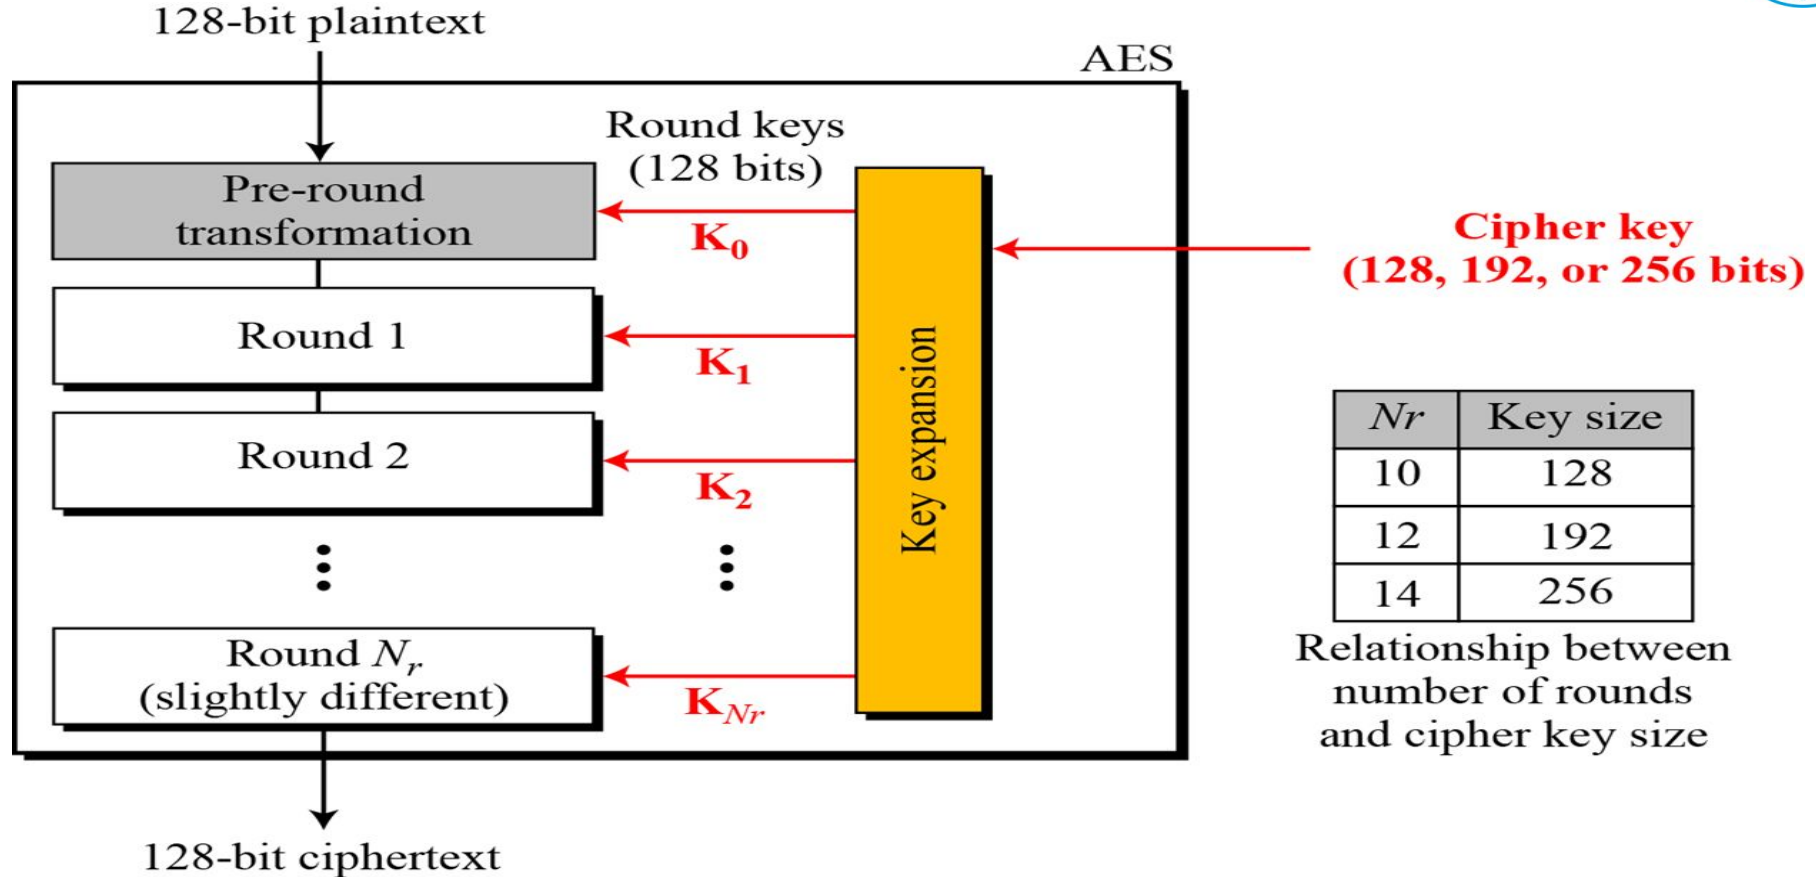 128-bit plaintext
AES
Round keys
(128 bits)
Pre-round
transformation
K₀
Cipher key
(128, 192, or 256 bits)
Round 1
K₁
Key expansion
Round 2
K₂
Nr Key size
10 128
12 192
14 256
Relationship between
number of rounds
and cipher key size
Round Nᵣ
(slightly different)
K_Nr
128-bit ciphertext